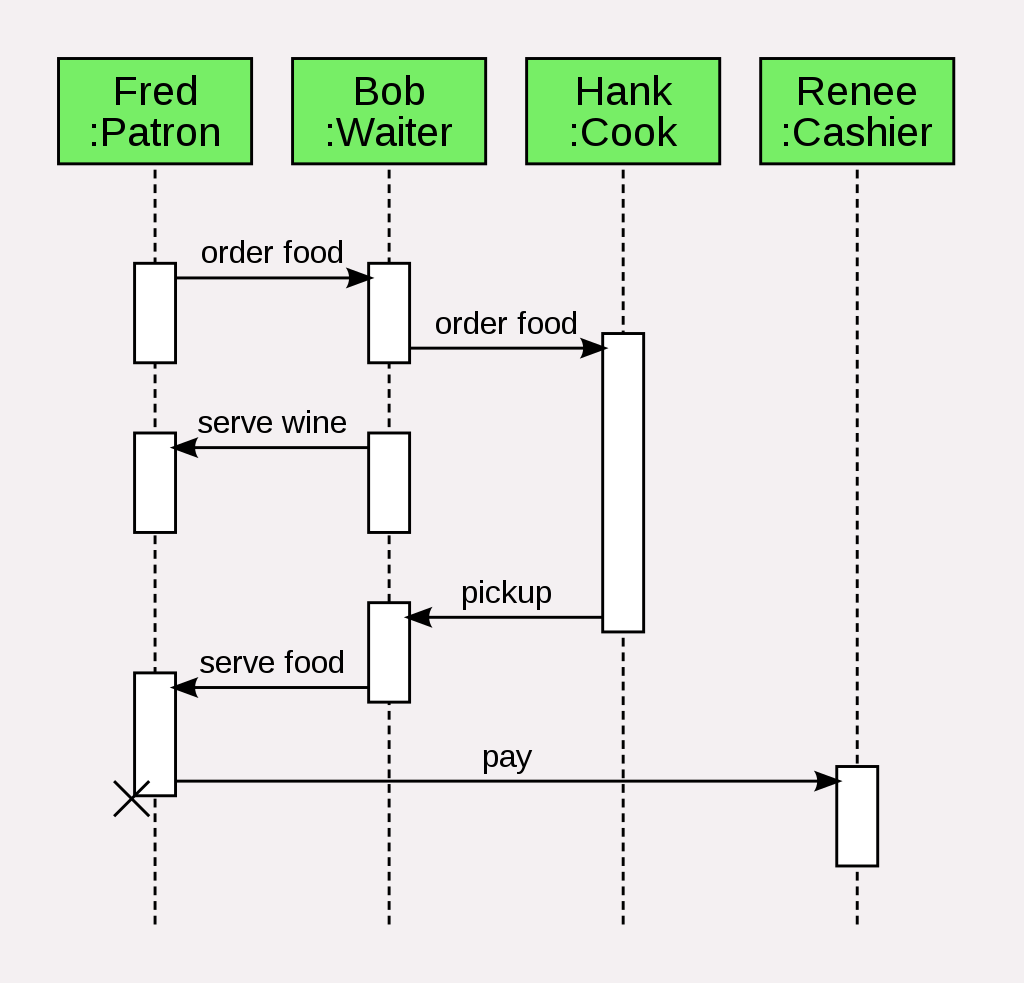 Fred
:Patron
Bob
:Waiter
Hank
:Cook
Renee
:Cashier
order food
order food
serve wine
pickup
serve food
pay